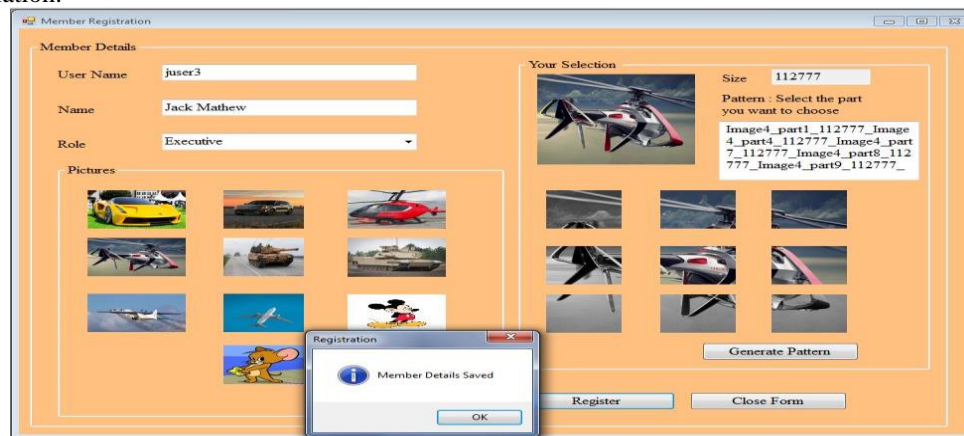 ation.
Member Registration
Member Details
User Name juser3
Name Jack Mathew
Role Executive
Pictures
Your Selection
Size 112777
Pattern : Select the part
you want to choose
Image4_part1_112777_Image
4_part4_112777_Image4_part
7_112777_Image4_part8_112
777_Image4_part9_112777_
Generate Pattern
Register Close Form
Registration
Member Details Saved
OK